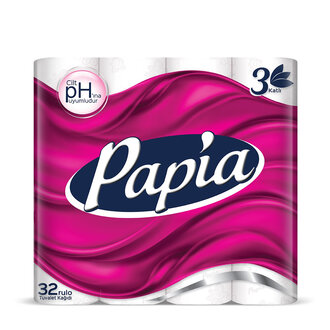 Cilt
pH'ına
uyumludur
3 Katlı
Papia
32 rulo
Tuvalet Kağıdı